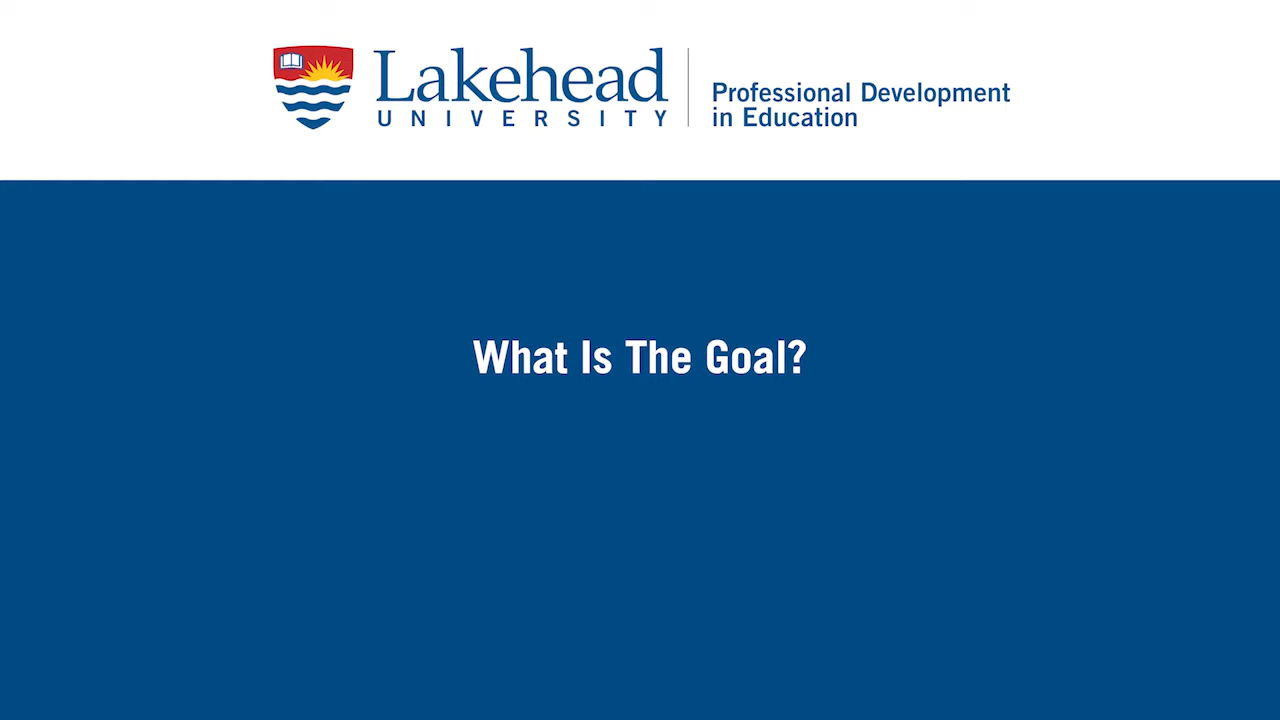 Lakehead
UNIVERSITY
Professional Development
in Education
What Is The Goal?